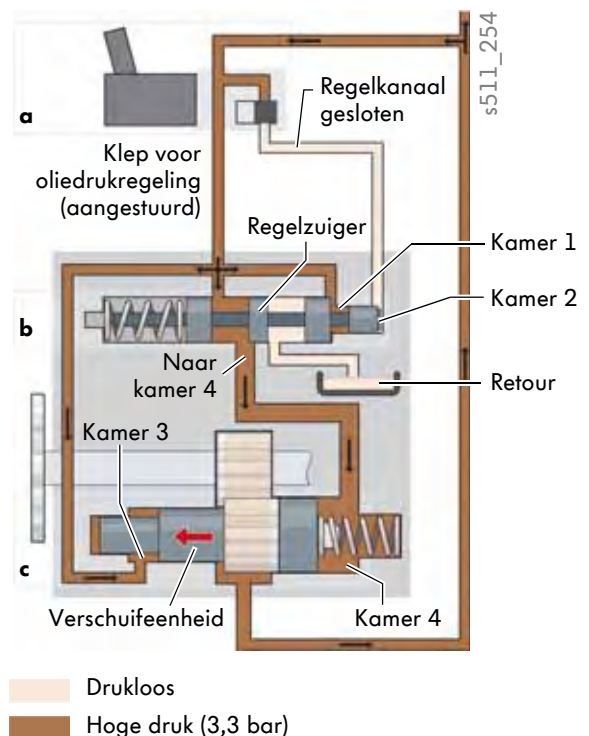 s511_254
Regelkanaal
gesloten
a
Klep voor
oliedrukregeling
(aangestuurd)
Regelzuiger
Kamer 1
Kamer 2
b
Naar
kamer 4
Retour
Kamer 3
c
Verschuifeenheid
Kamer 4
Drukloos
Hoge druk (3,3 bar)